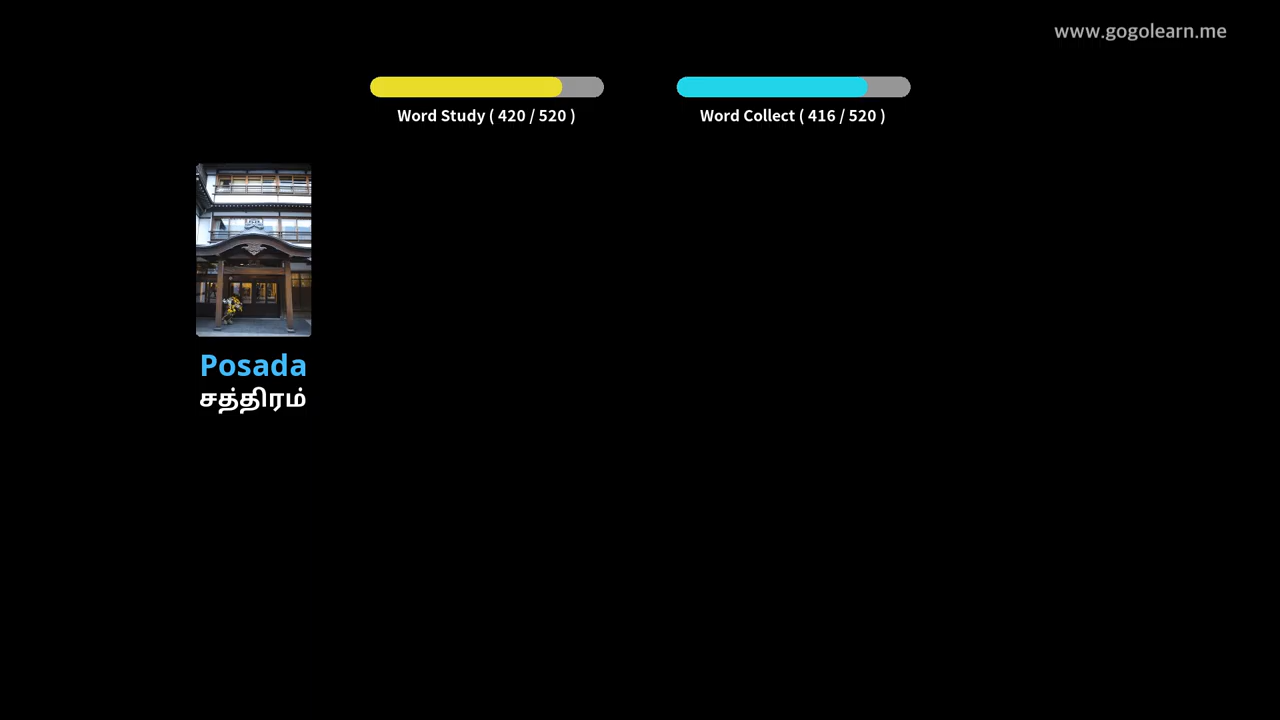 www.gogolearn.me
Word Study ( 420 / 520 )
Word Collect ( 416 / 520 )
Posada
சத்திரம்